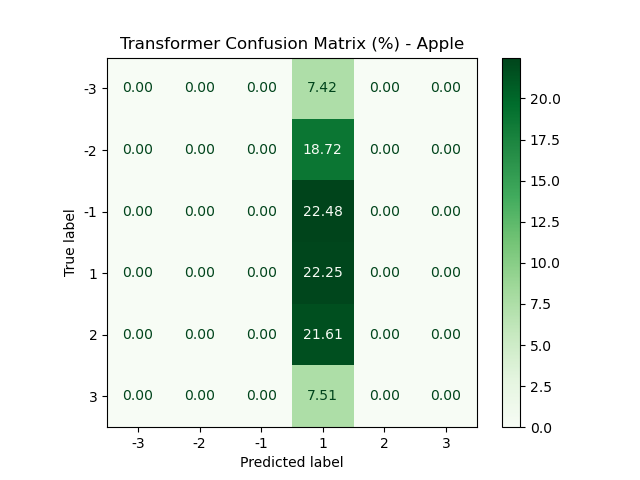 Transformer Confusion Matrix (%) - Apple
True label
-3 0.00 0.00 0.00 7.42 0.00 0.00
-2 0.00 0.00 0.00 18.72 0.00 0.00
-1 0.00 0.00 0.00 22.48 0.00 0.00
1 0.00 0.00 0.00 22.25 0.00 0.00
2 0.00 0.00 0.00 21.61 0.00 0.00
3 0.00 0.00 0.00 7.51 0.00 0.00
-3 -2 -1 1 2 3
Predicted label
20.0
17.5
15.0
12.5
10.0
7.5
5.0
2.5
0.0